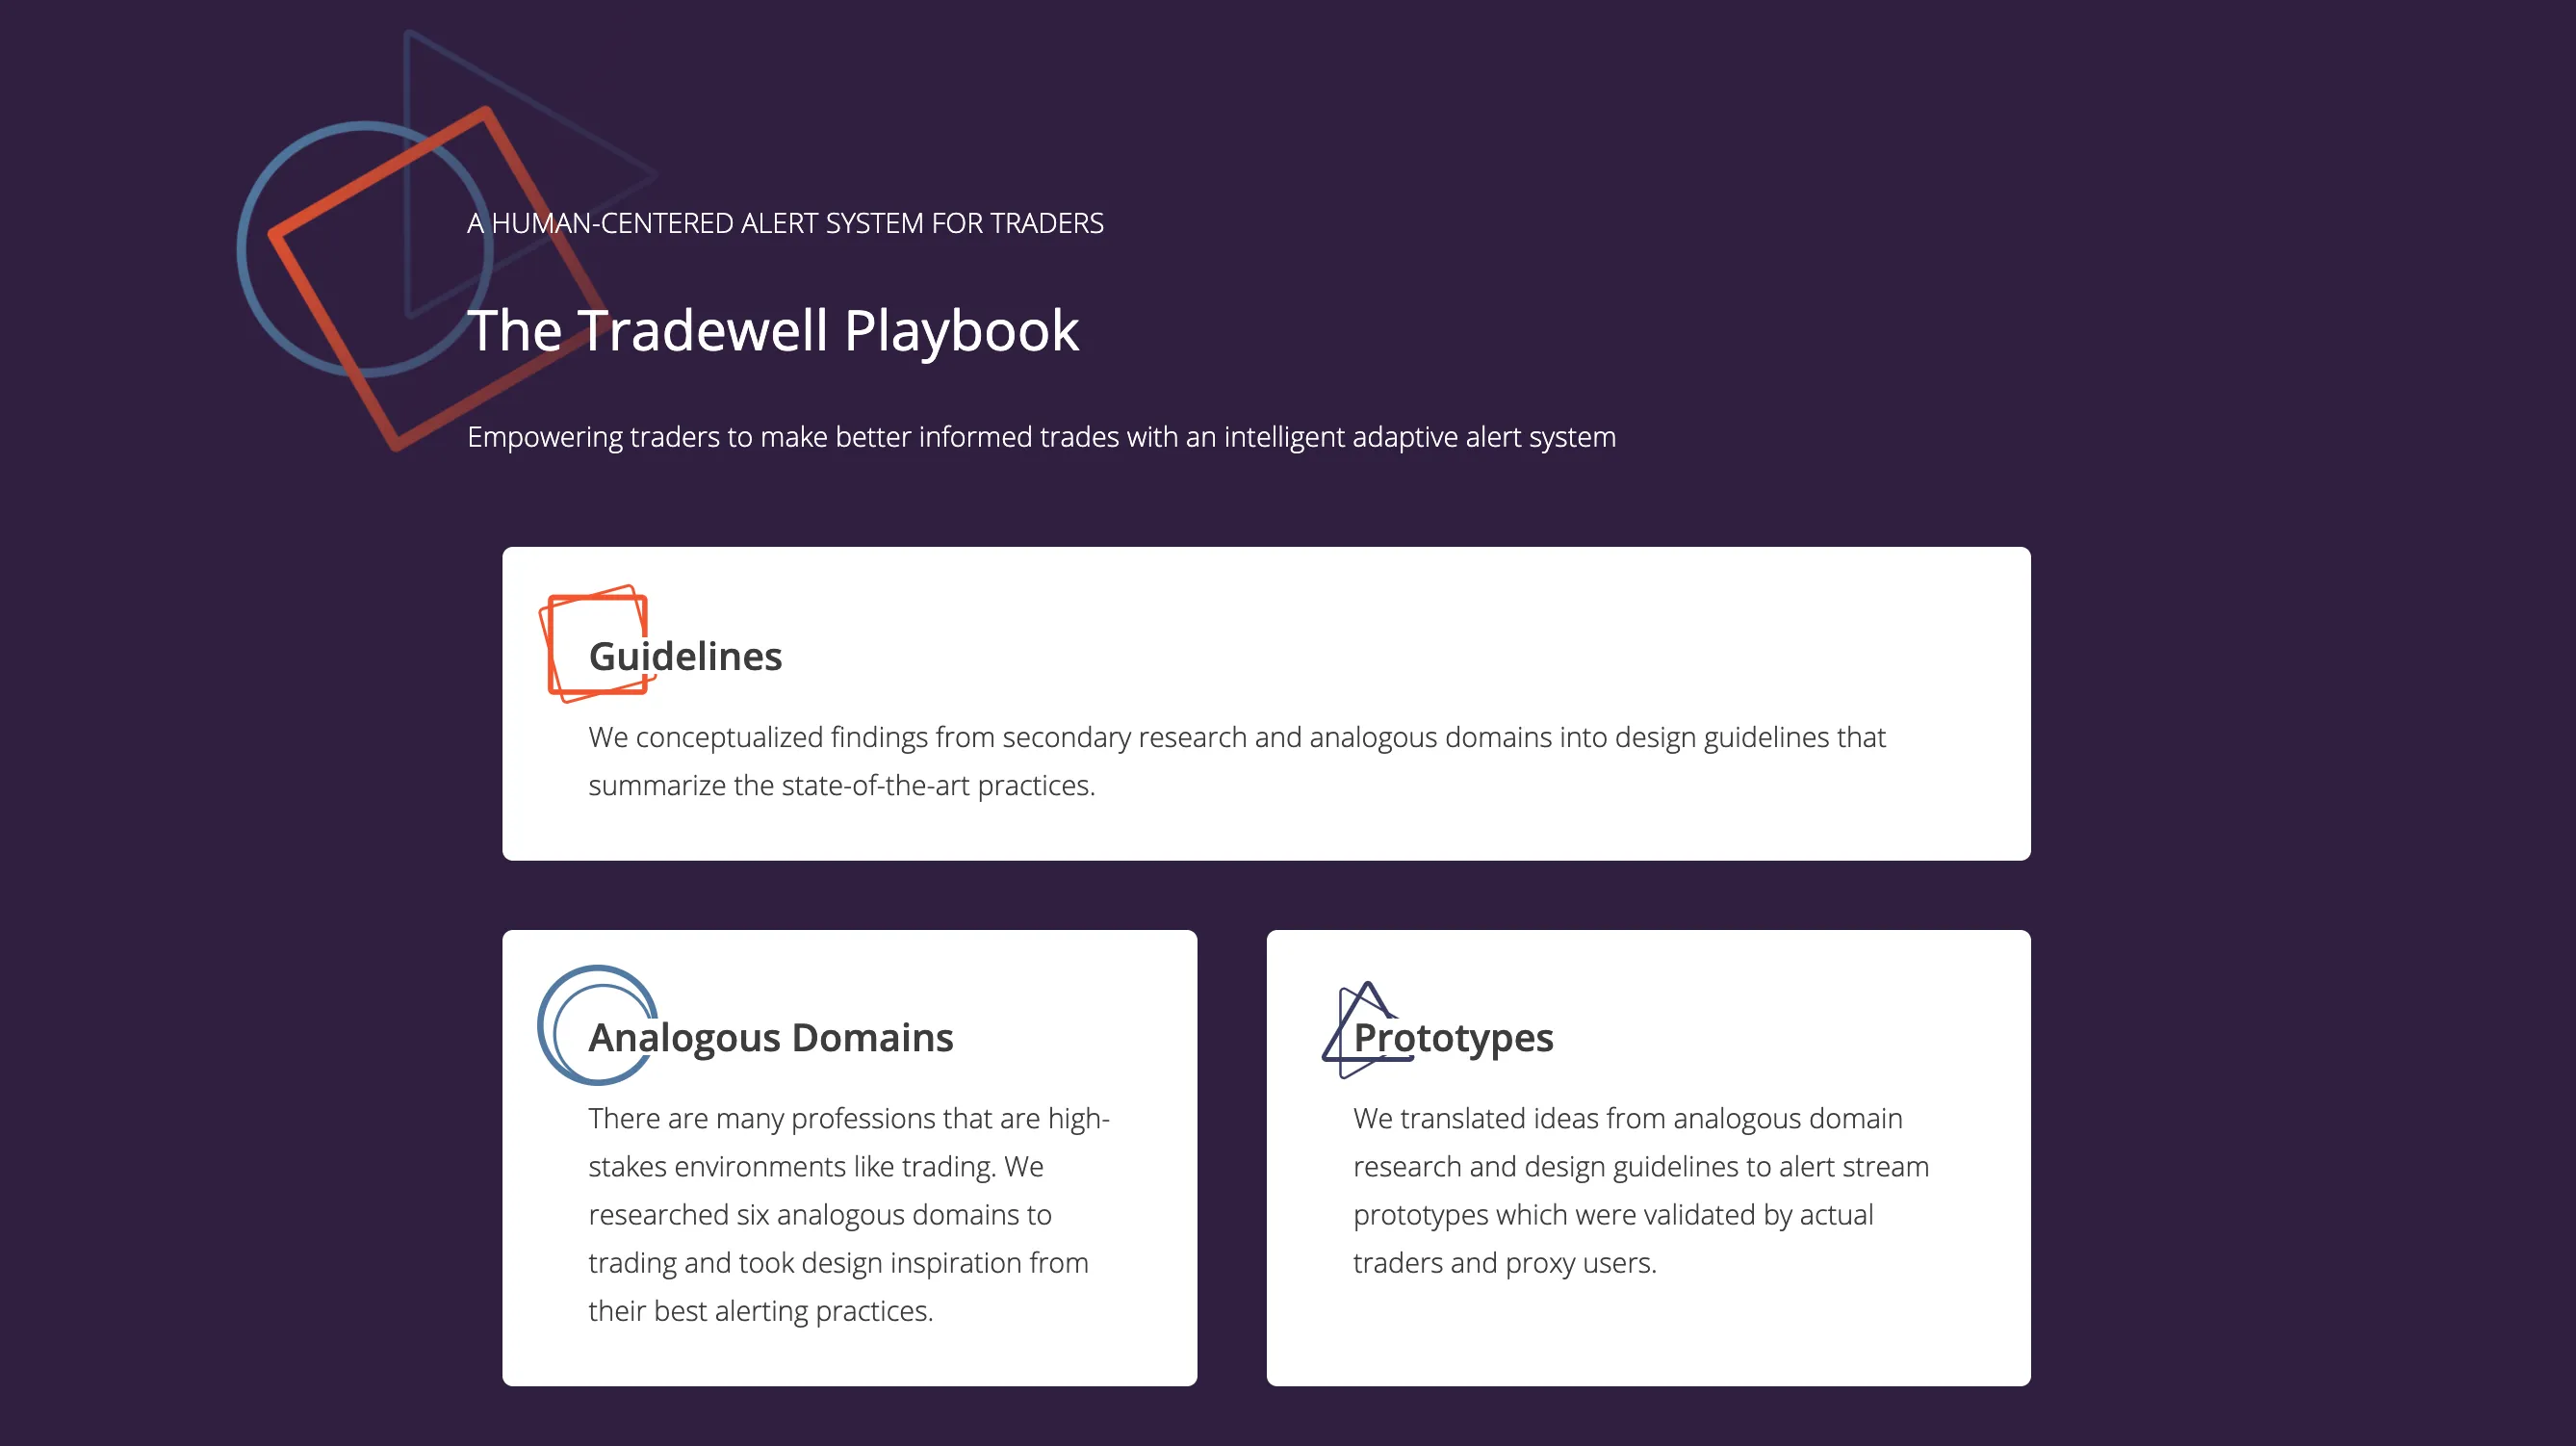 A HUMAN-CENTERED ALERT SYSTEM FOR TRADERS
The Tradewell Playbook
Empowering traders to make better informed trades with an intelligent adaptive alert system
Guidelines
We conceptualized findings from secondary research and analogous domains into design guidelines that
summarize the state-of-the-art practices.
Analogous Domains
There are many professions that are high-
stakes environments like trading. We
researched six analogous domains to
trading and took design inspiration from
their best alerting practices.
Prototypes
We translated ideas from analogous domain
research and design guidelines to alert stream
prototypes which were validated by actual
traders and proxy users.